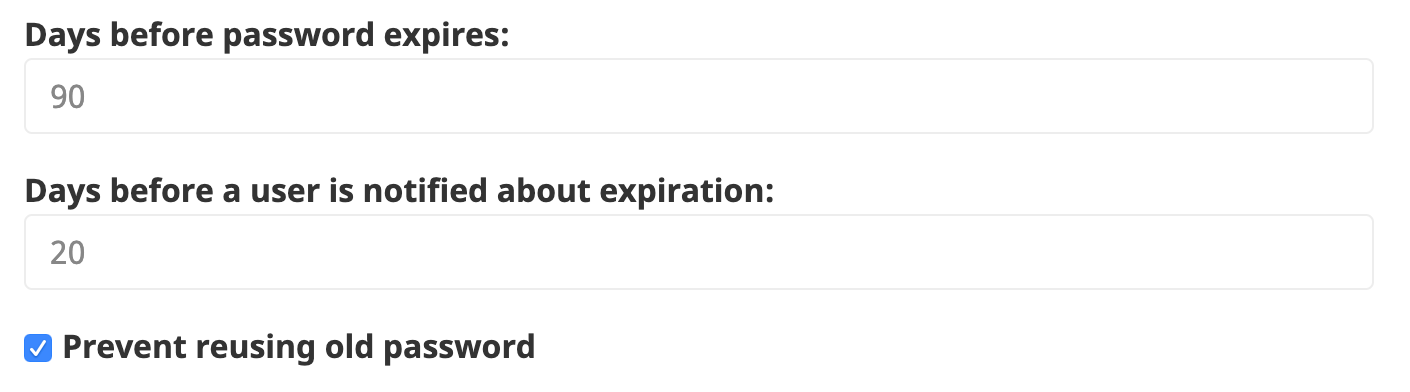 Days before password expires:
90
Days before a user is notified about expiration:
20
Prevent reusing old password